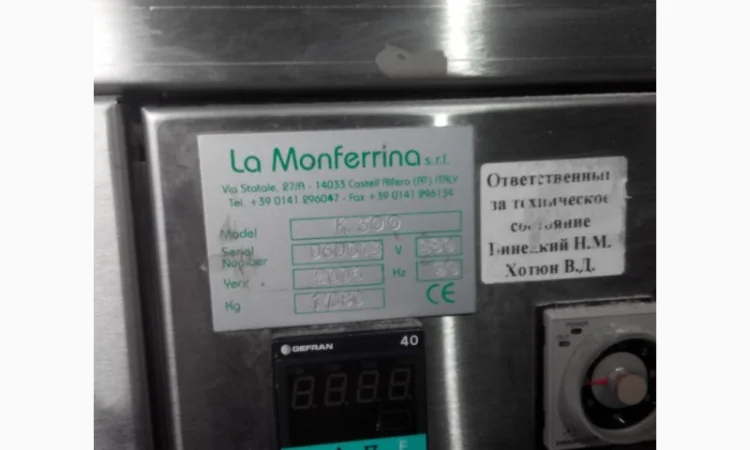 La Monferrina s.r.l.
Via Statale, 27/A - 14033 Castell'Alfero (AT) ITALY
Tel. +39 0141 296047 - Fax +39 0141 296134
Model
Serial V
Number
Year Hz
Kg CE
Ответственный
за техническое
состояние
Хотюн В.Д.
Н.М.
GEFRAN 40